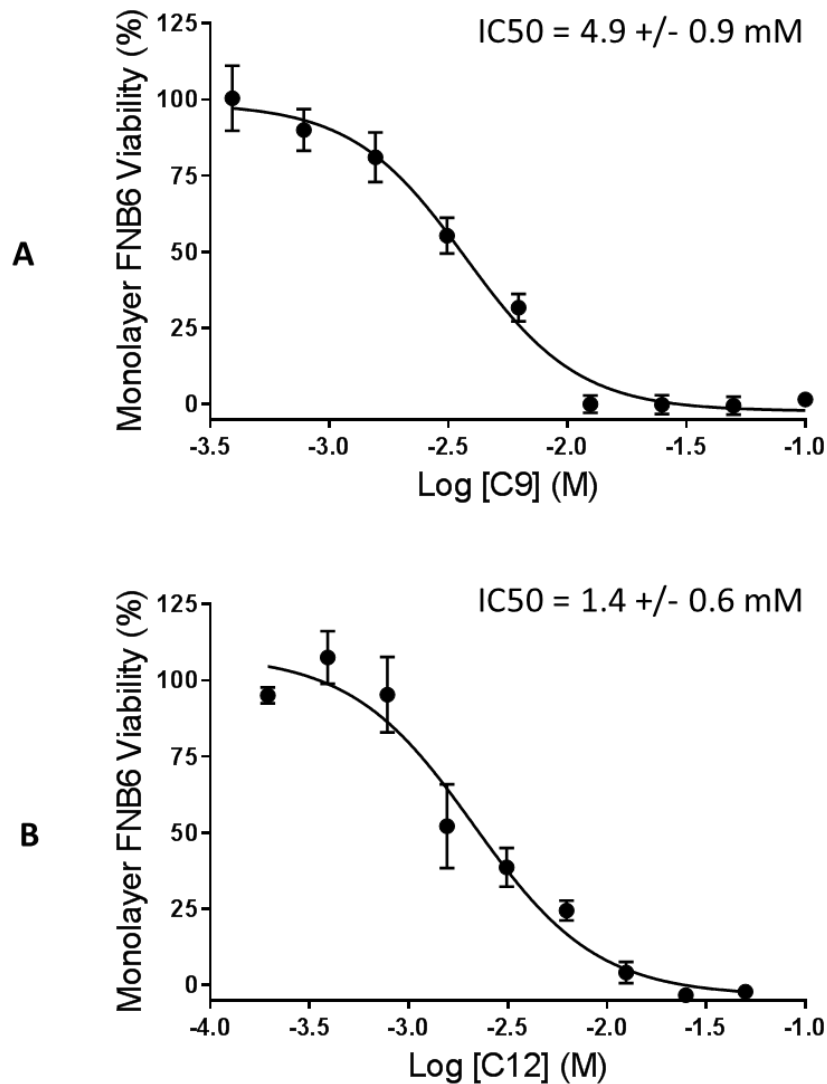 IC50 = 4.9 +/- 0.9 mM
A
Monolayer FNB6 Viability (%)
125
100
75
50
25
0
-3.5 -3.0 -2.5 -2.0 -1.5 -1.0
Log [C9] (M)
IC50 = 1.4 +/- 0.6 mM
B
Monolayer FNB6 Viability (%)
125
100
75
50
25
0
-4.0 -3.5 -3.0 -2.5 -2.0 -1.5 -1.0
Log [C12] (M)